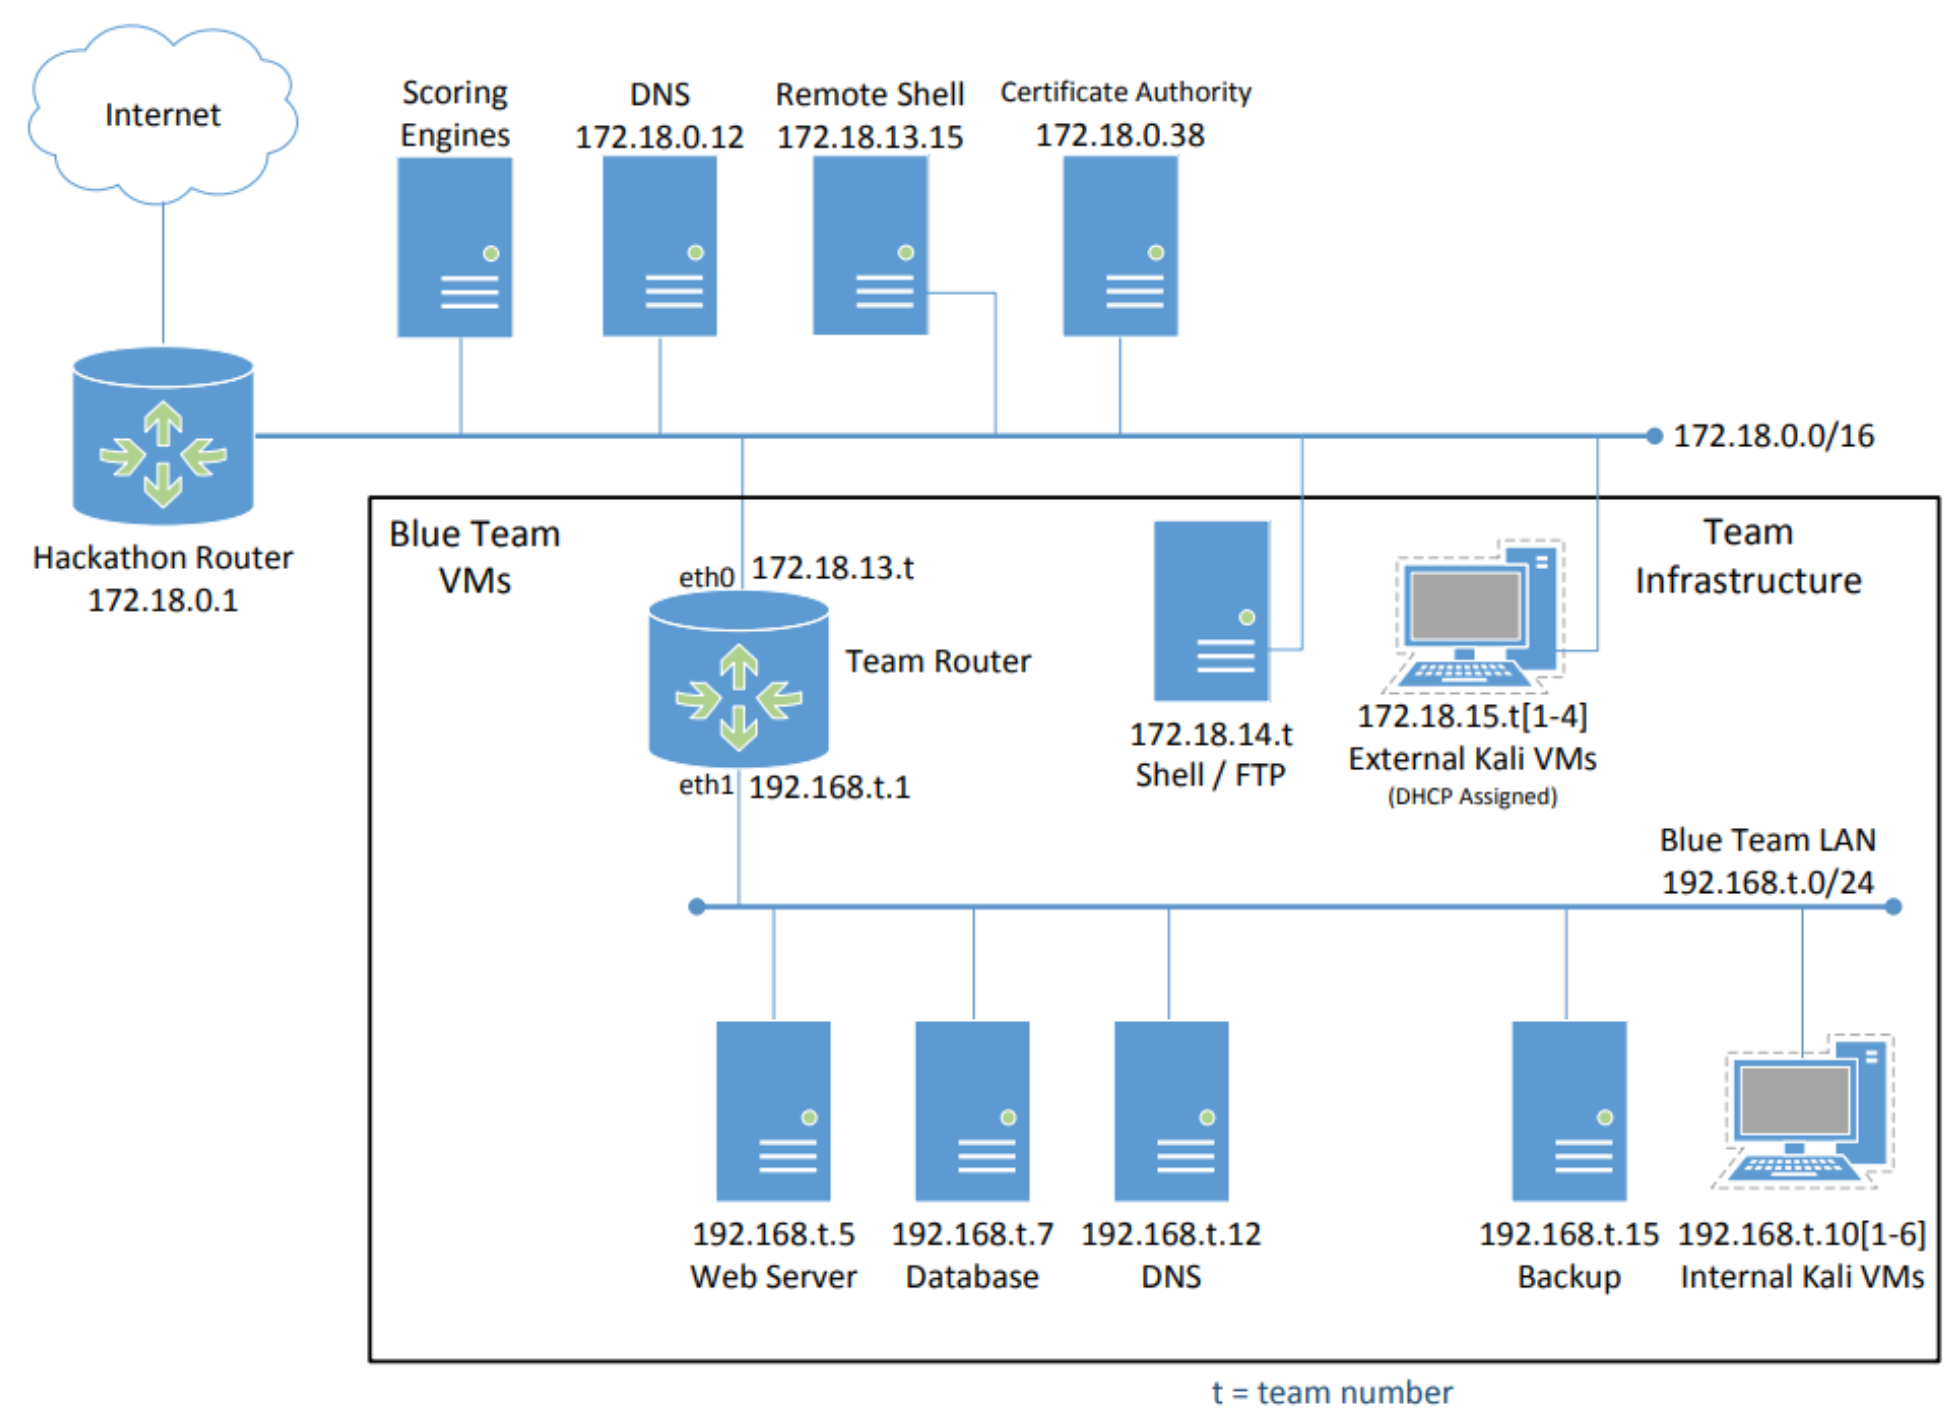 Internet
Scoring
Engines
DNS
172.18.0.12
Remote Shell
172.18.13.15
Certificate Authority
172.18.0.38
172.18.0.0/16
Hackathon Router
172.18.0.1
Blue Team
VMs
Team
Infrastructure
eth0
172.18.13.t
Team Router
eth1
192.168.t.1
172.18.14.t
Shell / FTP
172.18.15.t[1-4]
External Kali VMs
(DHCP Assigned)
Blue Team LAN
192.168.t.0/24
192.168.t.5
Web Server
192.168.t.7
Database
192.168.t.12
DNS
192.168.t.15
Backup
192.168.t.10[1-6]
Internal Kali VMs
t = team number